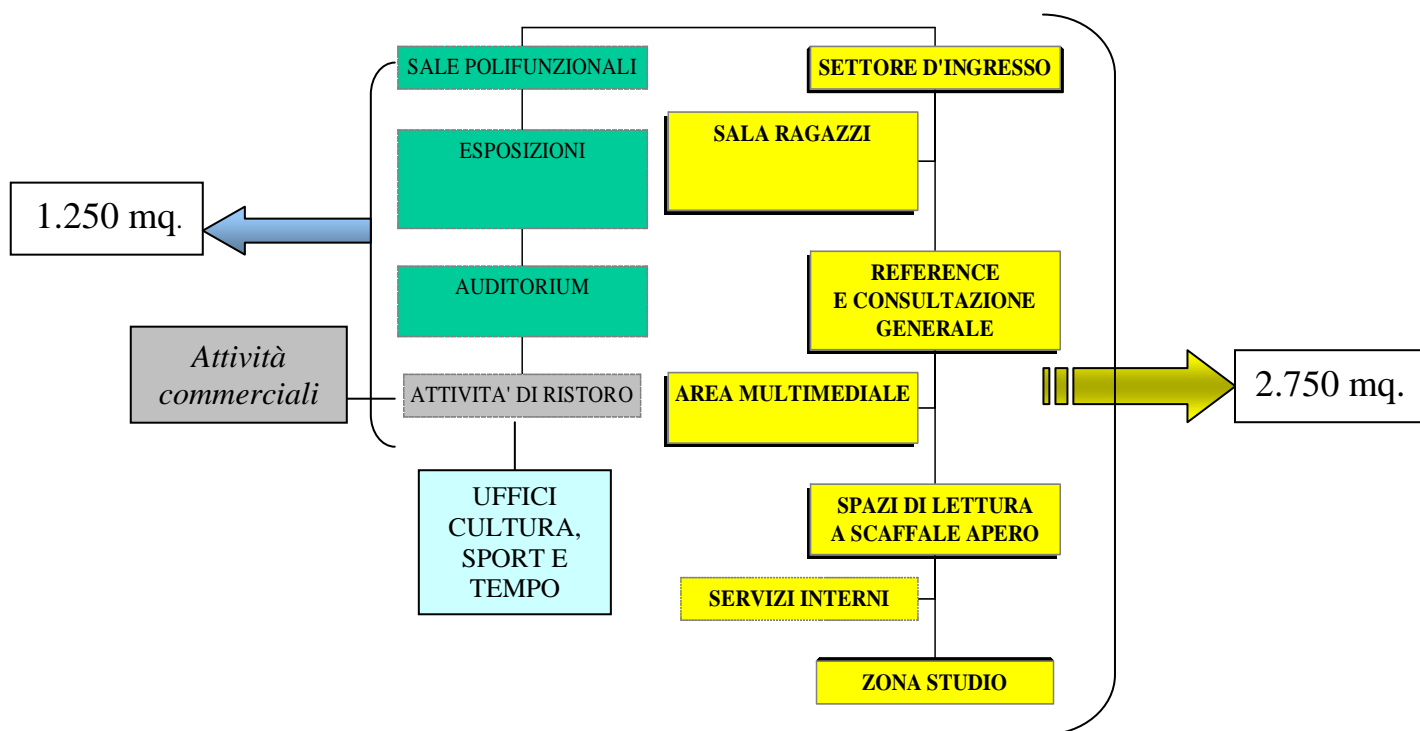 SALE POLIFUNZIONALI
ESPOSIZIONI
AUDITORIUM
ATTIVITA' DI RISTORO
Attività
commerciali
UFFICI
CULTURA,
SPORT E
TEMPO
1.250 mq.
SETTORE D'INGRESSO
SALA RAGAZZI
REFERENCE
E CONSULTAZIONE
GENERALE
AREA MULTIMEDIALE
SPAZI DI LETTURA
A SCAFFALE APERO
SERVIZI INTERNI
ZONA STUDIO
2.750 mq.